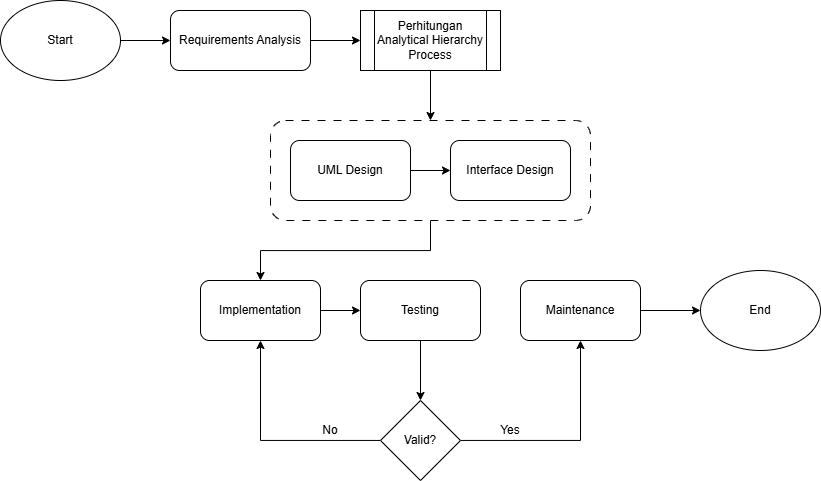 Start
Requirements Analysis
Perhitungan
Analytical Hierarchy
Process
UML Design
Interface Design
Implementation
Testing
Maintenance
End
No
Valid?
Yes